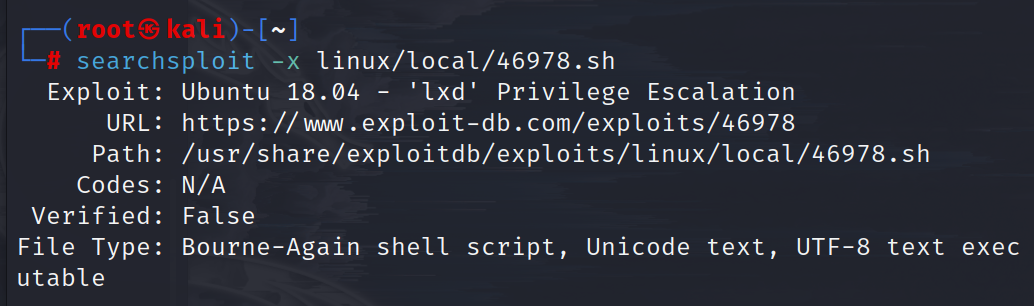 ┌──(root㉿kali)-[~]
└─# searchsploit -x linux/local/46978.sh
  Exploit: Ubuntu 18.04 - 'lxd' Privilege Escalation
      URL: https://www.exploit-db.com/exploits/46978
     Path: /usr/share/exploitdb/exploits/linux/local/46978.sh
    Codes: N/A
 Verified: False
File Type: Bourne-Again shell script, Unicode text, UTF-8 text exec
utable